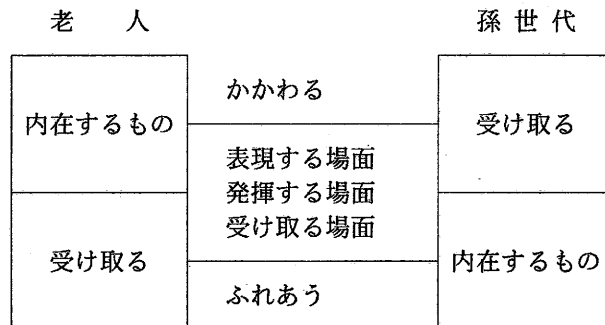 老人
孫世代
内在するもの
かかわる
受け取る
表現する場面
発揮する場面
受け取る場面
受け取る
内在するもの
ふれあう